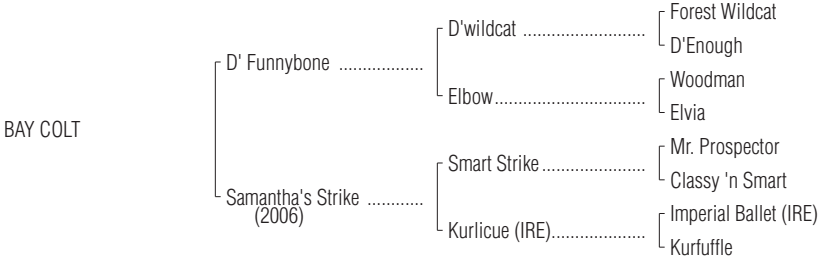 Forest Wildcat
D'wildcat ..........................
D'Enough
D' Funnybone ..................
Woodman
Elbow................................
Elvia
BAY COLT
Mr. Prospector
Smart Strike......................
Classy 'n Smart
Samantha's Strike ............
(2006)
Imperial Ballet (IRE)
Kurlicue (IRE)....................
Kurfuffle